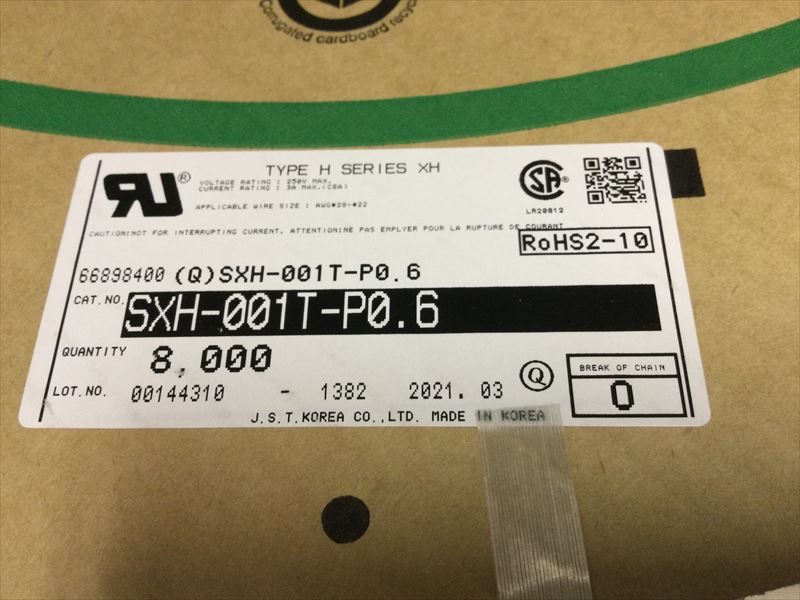 Corrugated cardboard recyc
TYPE H SERIES XH
VOLTAGE RATING : 250V MAX.
CURRENT RATING : 3A MAX.(CSA)
APPLICABLE WIRE SIZE : AWG#28-#22
LR20812
CAUTION:NOT FOR INTERRUPTING CURRENT. ATTENTION:NE PAS EMPLYER POUR LA RUPTURE DE COURANT
RoHS2-10
66898400 (Q)SXH-001T-P0.6
CAT.NO. SXH-001T-P0.6
QUANTITY 8,000
LOT.NO. 00144310 - 1382 2021.03 Q
BREAK OF CHAIN
0
J.S.T.KOREA CO.,LTD. MADE IN KOREA